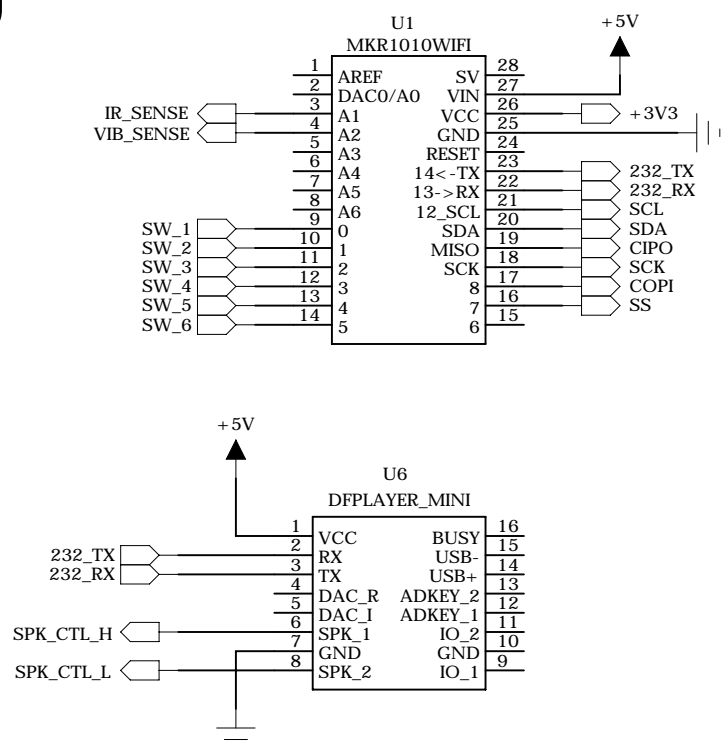 U1
+5V
MKR1010WIFI
1 AREF SV 28
2 DAC0/A0 VIN 27
IR_SENSE 3 A1 VCC 26 +3V3
VIB_SENSE 4 A2 GND 25
5 A3 RESET 24
6 A4 14<-TX 23 232_TX
7 A5 13->RX 22 232_RX
8 A6 12_SCL 21 SCL
SW_1 9 0 SDA 20 SDA
SW_2 10 1 MISO 19 CIPO
SW_3 11 2 SCK 18 SCK
SW_4 12 3 8 17 COPI
SW_5 13 4 7 16 SS
SW_6 14 5 6 15
+5V
U6
DFPLAYER_MINI
1 VCC BUSY 16
232_TX 2 RX USB- 15
232_RX 3 TX USB+ 14
4 DAC_R ADKEY_2 13
5 DAC_I ADKEY_1 12
SPK_CTL_H 6 SPK_1 IO_2 11
7 GND GND 10
SPK_CTL_L 8 SPK_2 IO_1 9